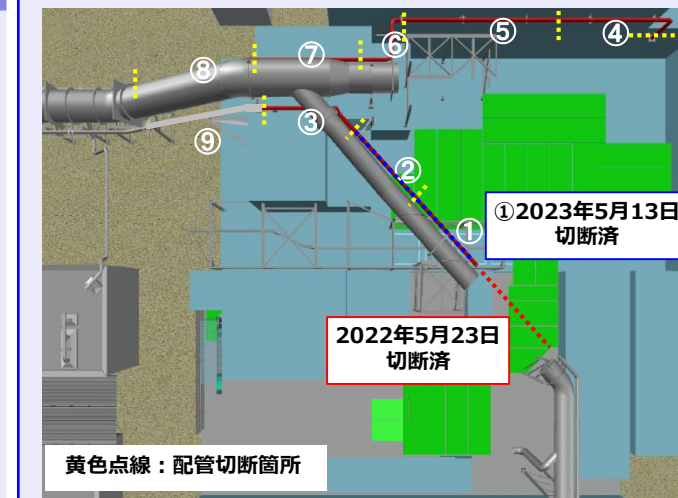 ④
⑤
⑥
⑦
⑧
③
⑨
②
①
①2023年5月13日
切断済
2022年5月23日
切断済
黄色点線：配管切断箇所